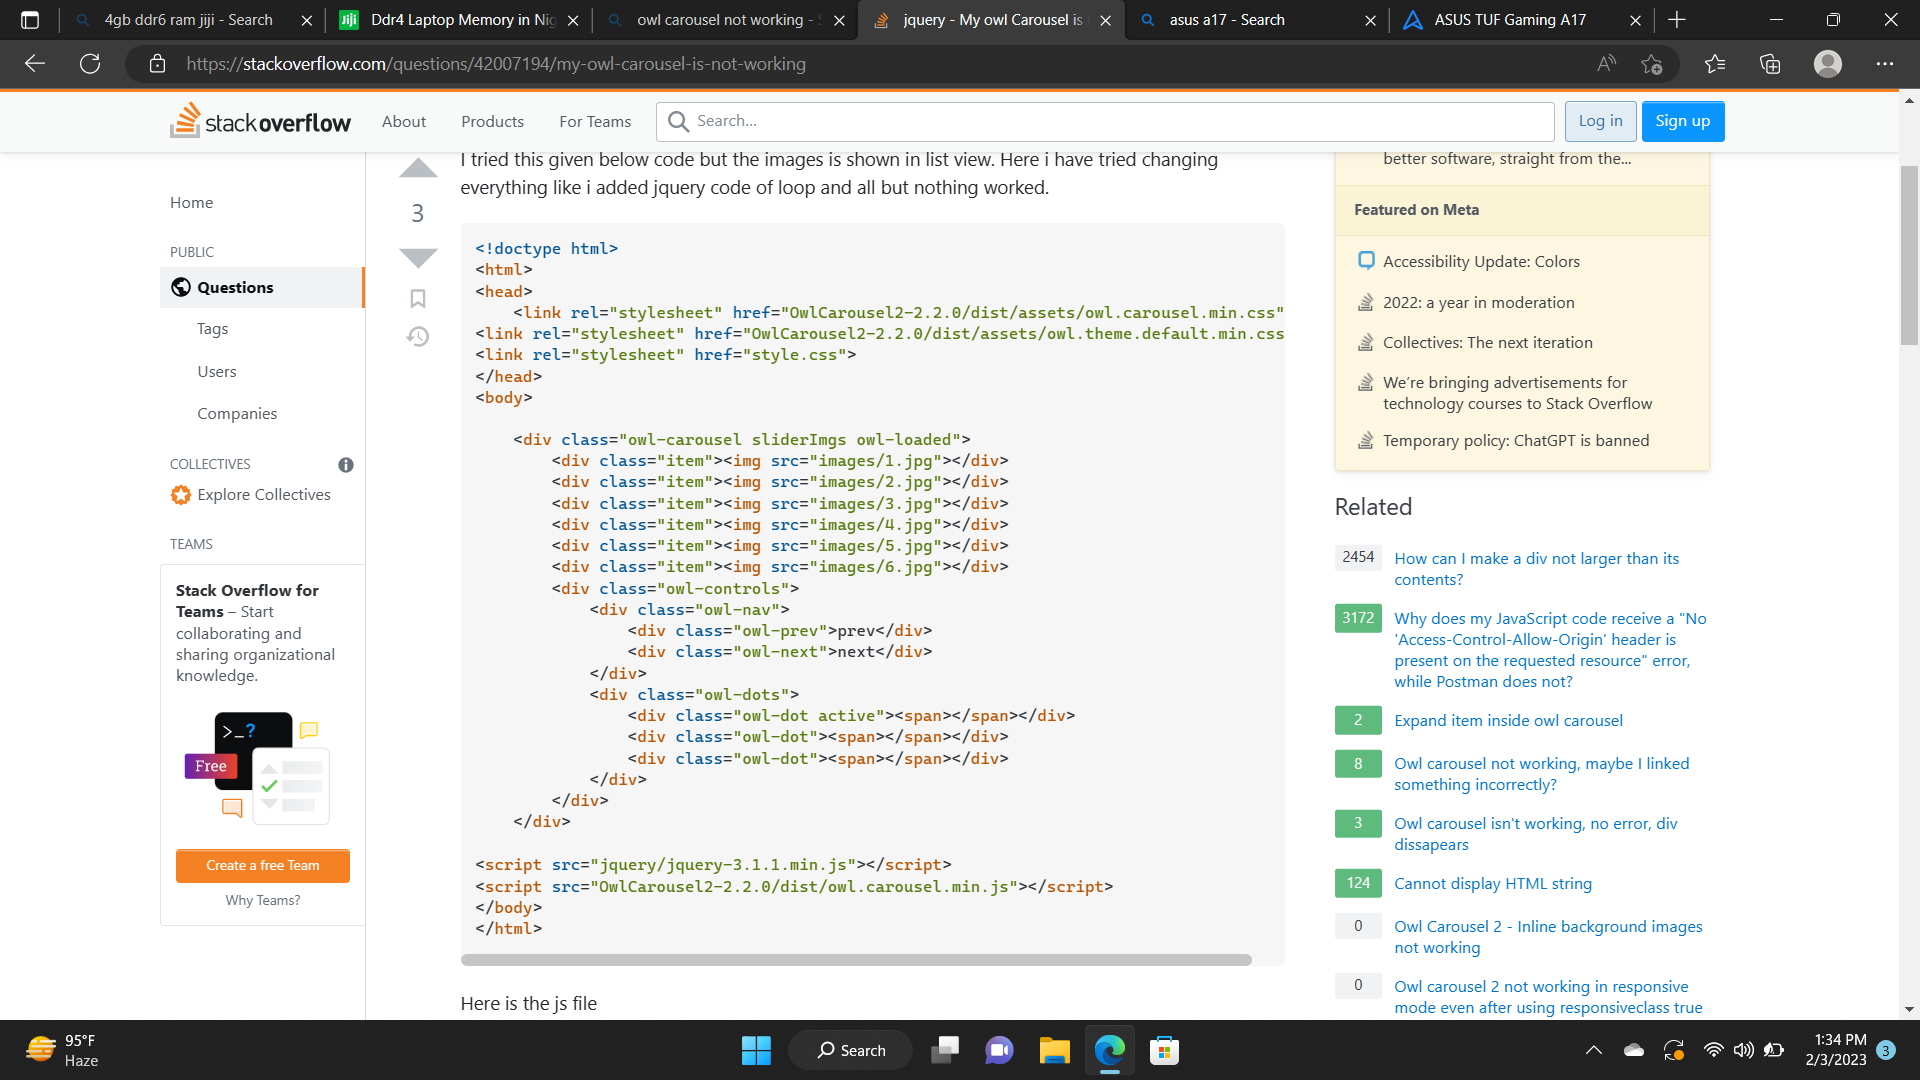 4gb ddr6 ram jiji - Search
Jiji
Ddr4 Laptop Memory in Nig
owl carousel not working - S
jquery - My owl Carousel is
asus a17 - Search
ASUS TUF Gaming A17
https://stackoverflow.com/questions/42007194/my-owl-carousel-is-not-working
stackoverflow
About
Products
For Teams
Search...
Log in
Sign up
Home
PUBLIC
Questions
Tags
Users
Companies
COLLECTIVES
Explore Collectives
TEAMS
Stack Overflow for
Teams – Start
collaborating and
sharing organizational
knowledge.
>_?
Free
Create a free Team
Why Teams?
3
I tried this given below code but the images is shown in list view. Here i have tried changing
everything like i added jquery code of loop and all but nothing worked.
<!doctype html>
<html>
<head>
    <link rel="stylesheet" href="OwlCarousel2-2.2.0/dist/assets/owl.carousel.min.css"
<link rel="stylesheet" href="OwlCarousel2-2.2.0/dist/assets/owl.theme.default.min.css
<link rel="stylesheet" href="style.css">
</head>
<body>
    <div class="owl-carousel sliderImgs owl-loaded">
        <div class="item"><img src="images/1.jpg"></div>
        <div class="item"><img src="images/2.jpg"></div>
        <div class="item"><img src="images/3.jpg"></div>
        <div class="item"><img src="images/4.jpg"></div>
        <div class="item"><img src="images/5.jpg"></div>
        <div class="item"><img src="images/6.jpg"></div>
        <div class="owl-controls">
            <div class="owl-nav">
                <div class="owl-prev">prev</div>
                <div class="owl-next">next</div>
            </div>
            <div class="owl-dots">
                <div class="owl-dot active"><span></span></div>
                <div class="owl-dot"><span></span></div>
                <div class="owl-dot"><span></span></div>
            </div>
        </div>
    </div>
<script src="jquery/jquery-3.1.1.min.js"></script>
<script src="OwlCarousel2-2.2.0/dist/owl.carousel.min.js"></script>
</body>
</html>
Here is the js file
better software, straight from the...
Featured on Meta
Accessibility Update: Colors
2022: a year in moderation
Collectives: The next iteration
We're bringing advertisements for
technology courses to Stack Overflow
Temporary policy: ChatGPT is banned
Related
2454
How can I make a div not larger than its
contents?
3172
Why does my JavaScript code receive a "No
'Access-Control-Allow-Origin' header is
present on the requested resource" error,
while Postman does not?
2
Expand item inside owl carousel
8
Owl carousel not working, maybe I linked
something incorrectly?
3
Owl carousel isn't working, no error, div
dissapears
124
Cannot display HTML string
0
Owl Carousel 2 - Inline background images
not working
0
Owl carousel 2 not working in responsive
mode even after using responsiveclass true
95°F
Haze
Search
1:34 PM
2/3/2023
3